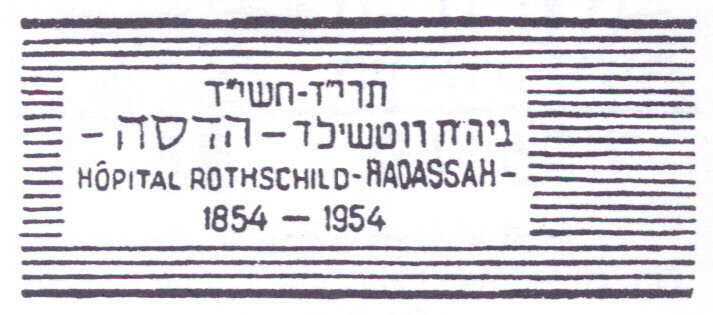 תרי"ד-תשי"ד
ביה"ח רוטשילד – הדסה –
HÔPITAL ROTHSCHILD - HADASSAH -
1854 — 1954